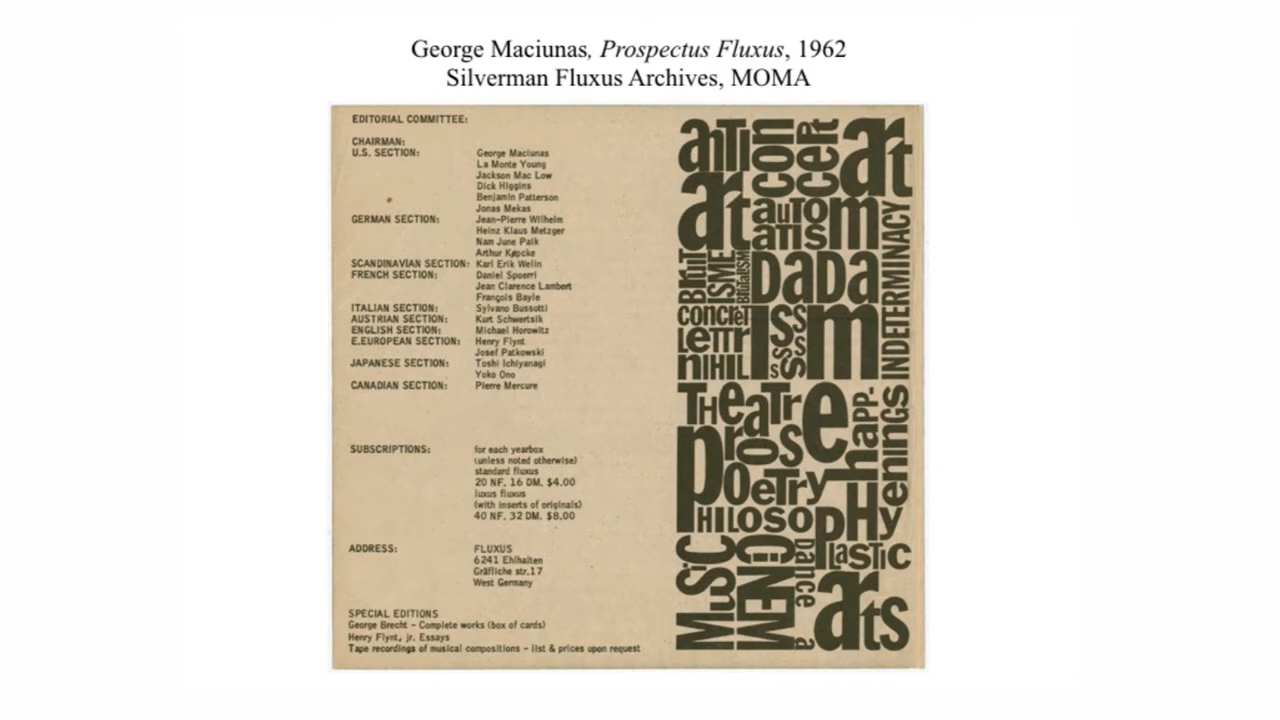 George Maciunas, Prospectus Fluxus, 1962
Silverman Fluxus Archives, MOMA
EDITORIAL COMMITTEE:
CHAIRMAN:
U.S. SECTION: George Maciunas
La Monte Young
Jackson Mac Low
Dick Higgins
Benjamin Patterson
Jonas Mekas
GERMAN SECTION: Jean-Pierre Wilhelm
Heinz Klaus Metzger
Nam June Paik
Arthur Køpcke
SCANDINAVIAN SECTION: Karl Erik Welin
FRENCH SECTION: Daniel Spoerri
Jean Clarence Lambert
François Bayle
ITALIAN SECTION: Sylvano Bussotti
AUSTRIAN SECTION: Kurt Schwertsik
ENGLISH SECTION: Michael Horowitz
E.EUROPEAN SECTION: Henry Flynt
Josef Patkowski
JAPANESE SECTION: Toshi Ichiyanagi
Yoko Ono
CANADIAN SECTION: Pierre Mercure
SUBSCRIPTIONS: for each yearbox
(unless noted otherwise)
standard fluxus
20 NF, 16 DM, $4.00
luxus fluxus
(with inserts of originals)
40 NF, 32 DM, $8.00
ADDRESS: FLUXUS
6241 Ehlhalten
Gräfliche str.17
West Germany
SPECIAL EDITIONS
George Brecht - Complete works (box of cards)
Henry Flynt, jr. Essays
Tape recordings of musical compositions - list & prices upon request
anTI
con
cept
art
art
auTo
aTism
Bruit
ISME
BrutalISM
DaDa
concret
Lettr
nIHIL
ISSSSSm
INDETERMINACY
THeaTre
prose
happ-
enings
poeTry
pHILosopHy
Music
cINEM
Dance
a
pLasTIc
arts